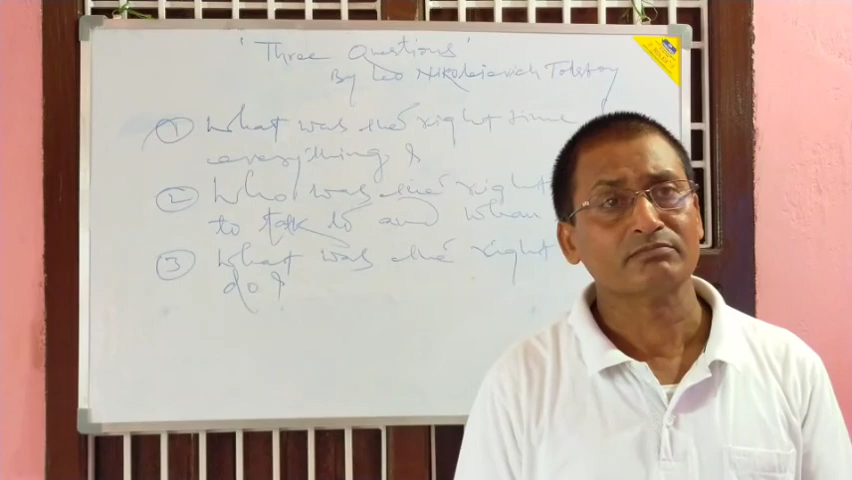 'Three Questions'
By Leo Nikolaievich Tolstoy
① What was the right time
everything ?
② Who was the right
to talk to and when
③ What was the right
do ?